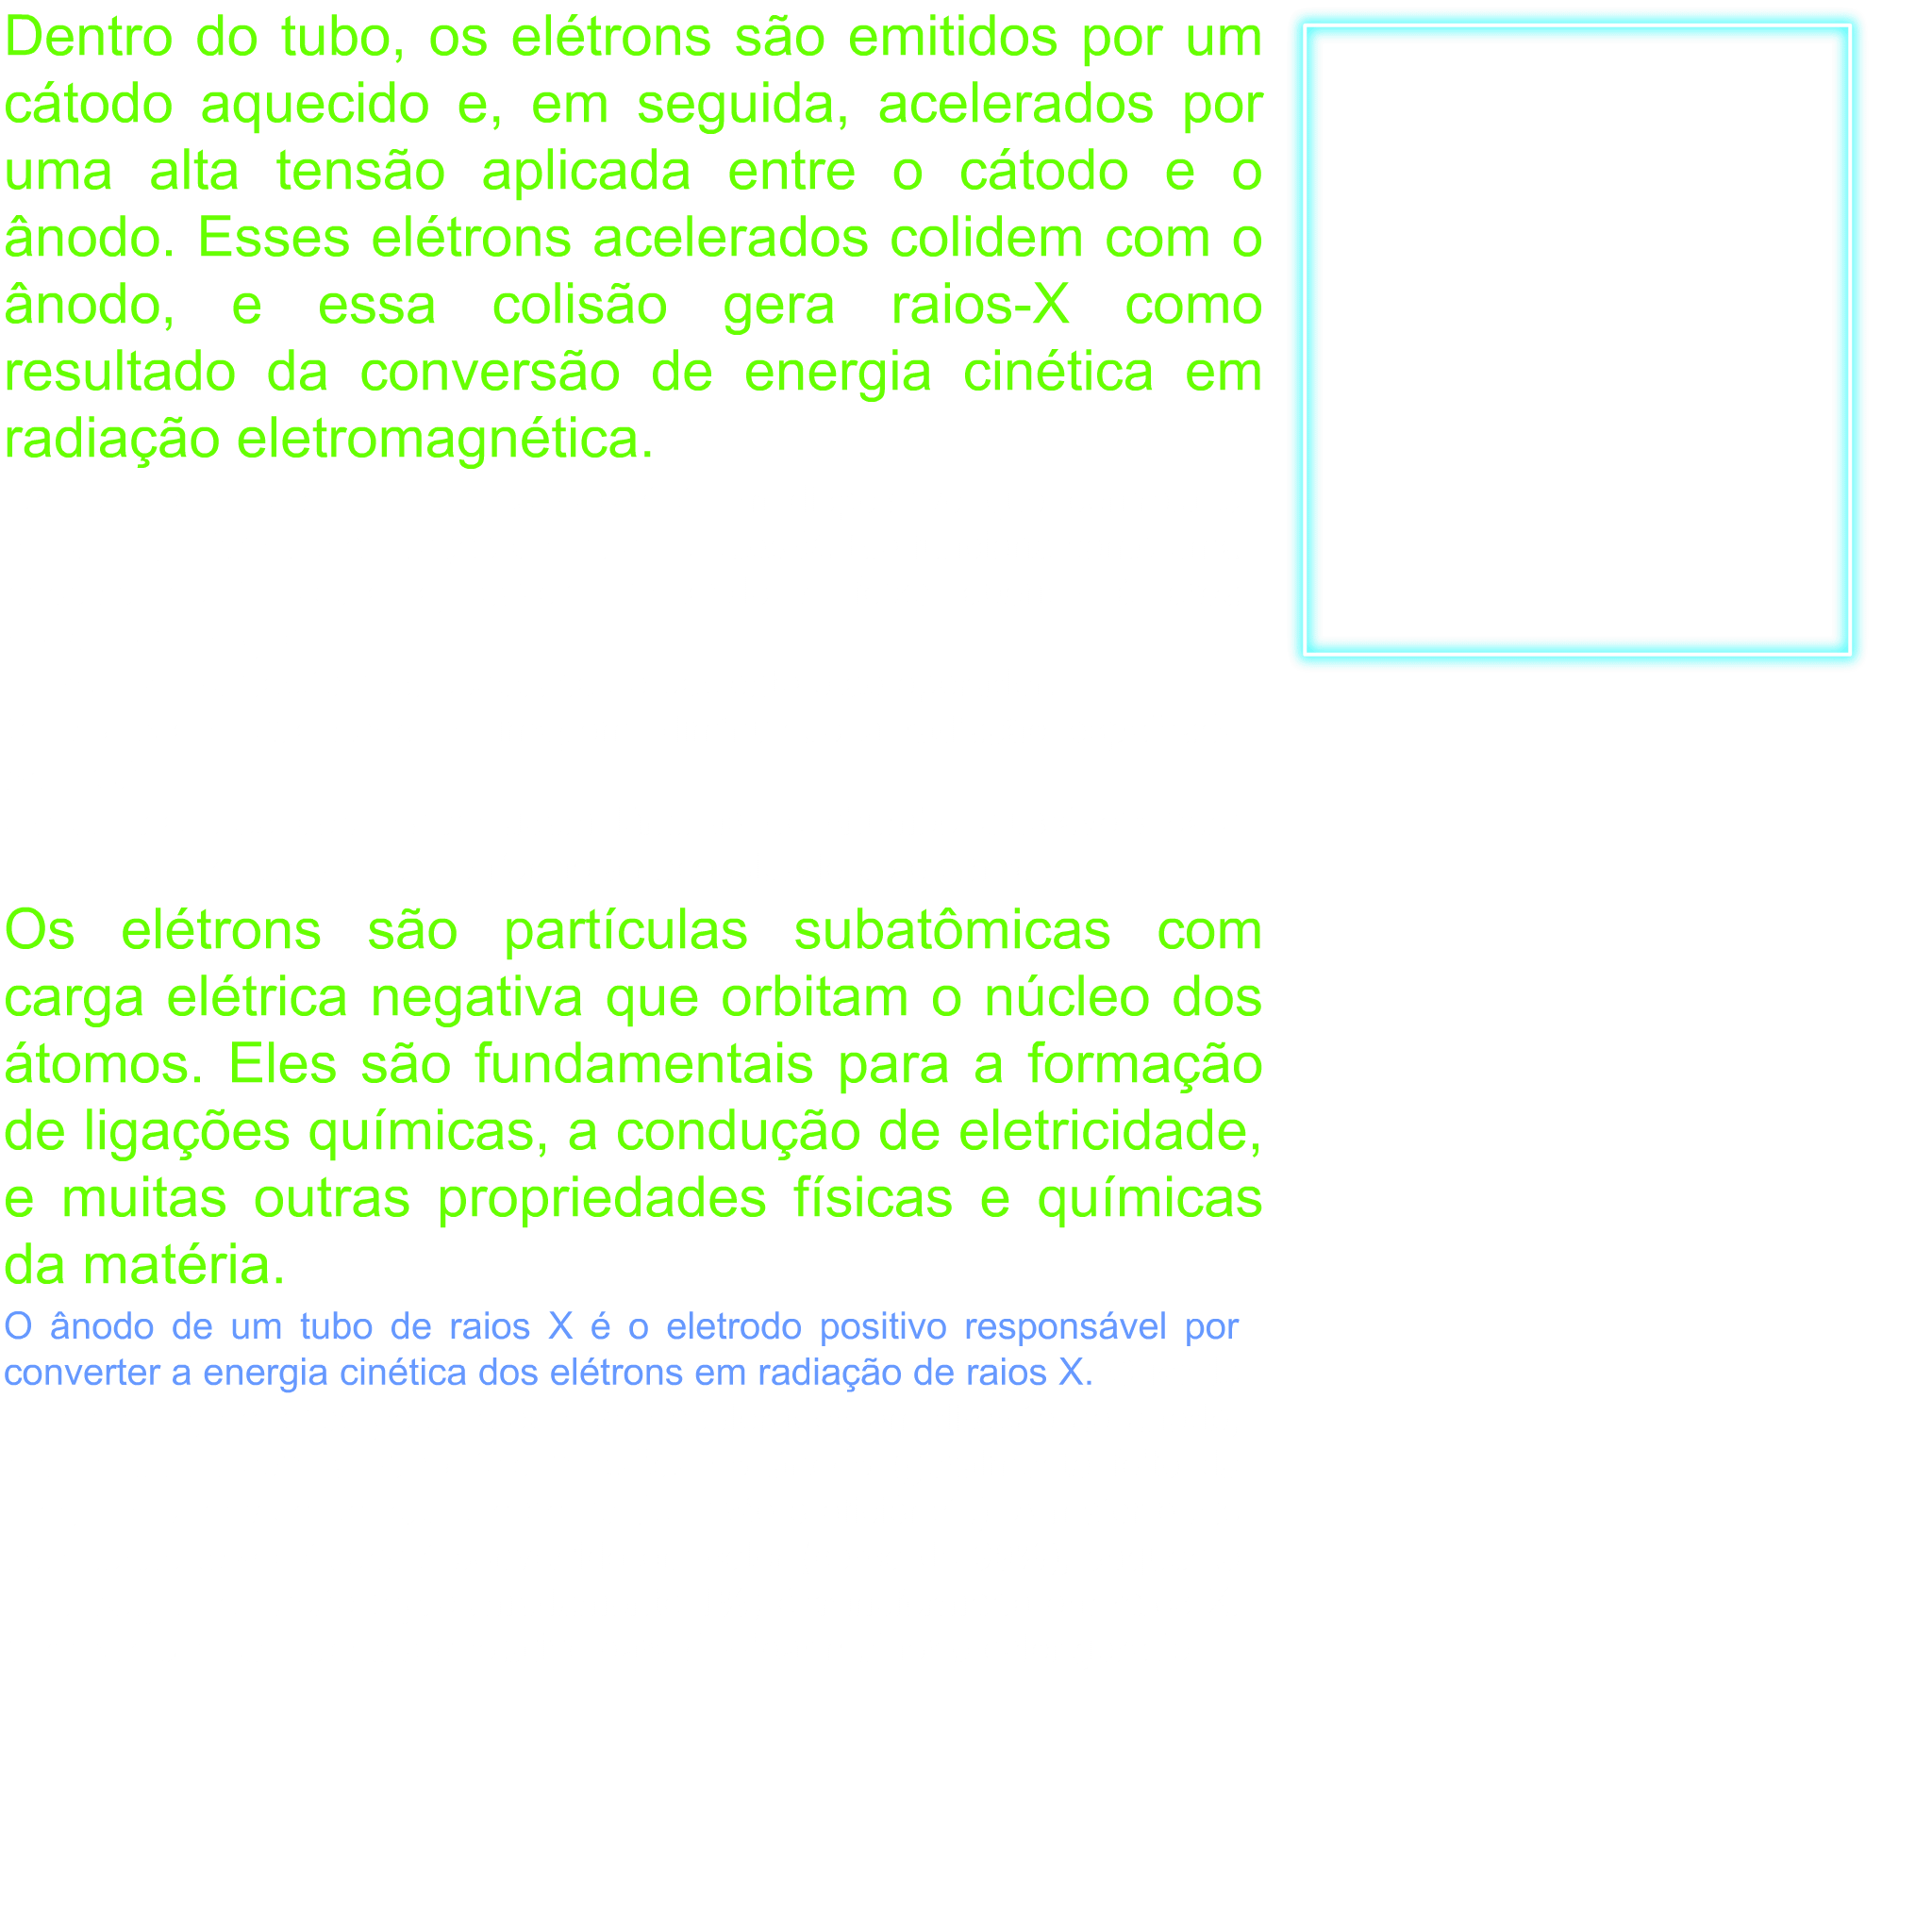 Dentro do tubo, os elétrons são emitidos por um
cátodo aquecido e, em seguida, acelerados por
uma alta tensão aplicada entre o cátodo e o
ânodo. Esses elétrons acelerados colidem com o
ânodo, e essa colisão gera raios-X como
resultado da conversão de energia cinética em
radiação eletromagnética.
Os elétrons são partículas subatômicas com
carga elétrica negativa que orbitam o núcleo dos
átomos. Eles são fundamentais para a formação
de ligações químicas, a condução de eletricidade,
e muitas outras propriedades físicas e químicas
da matéria.
O ânodo de um tubo de raios X é o eletrodo positivo responsável por
converter a energia cinética dos elétrons em radiação de raios X.